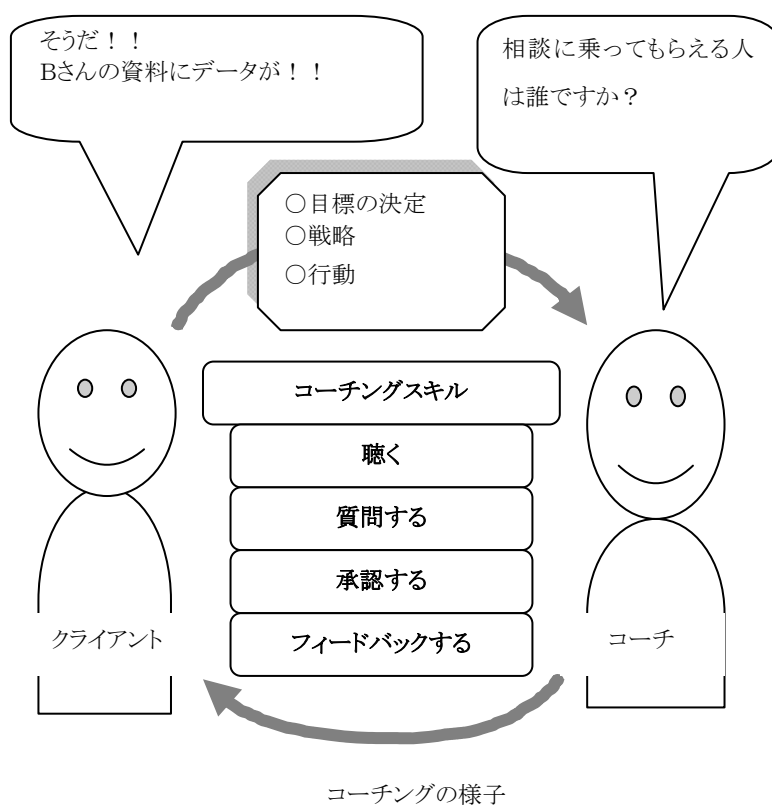 そうだ！！
Bさんの資料にデータが！！
相談に乗ってもらえる人
は誰ですか？
○目標の決定
○戦略
○行動
コーチングスキル
聴く
質問する
承認する
フィードバックする
クライアント
コーチ
コーチングの様子